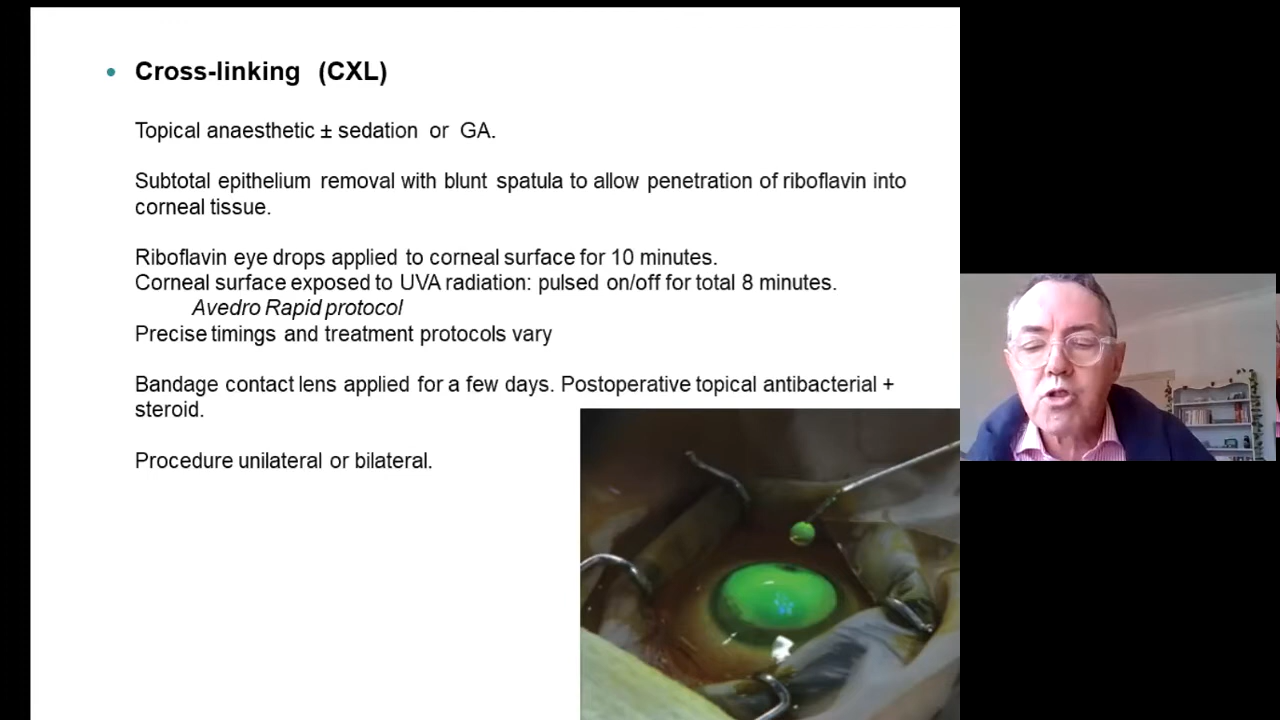 Cross-linking (CXL)
Topical anaesthetic ± sedation or GA.
Subtotal epithelium removal with blunt spatula to allow penetration of riboflavin into
corneal tissue.
Riboflavin eye drops applied to corneal surface for 10 minutes.
Corneal surface exposed to UVA radiation: pulsed on/off for total 8 minutes.
Avedro Rapid protocol
Precise timings and treatment protocols vary
Bandage contact lens applied for a few days. Postoperative topical antibacterial +
steroid.
Procedure unilateral or bilateral.